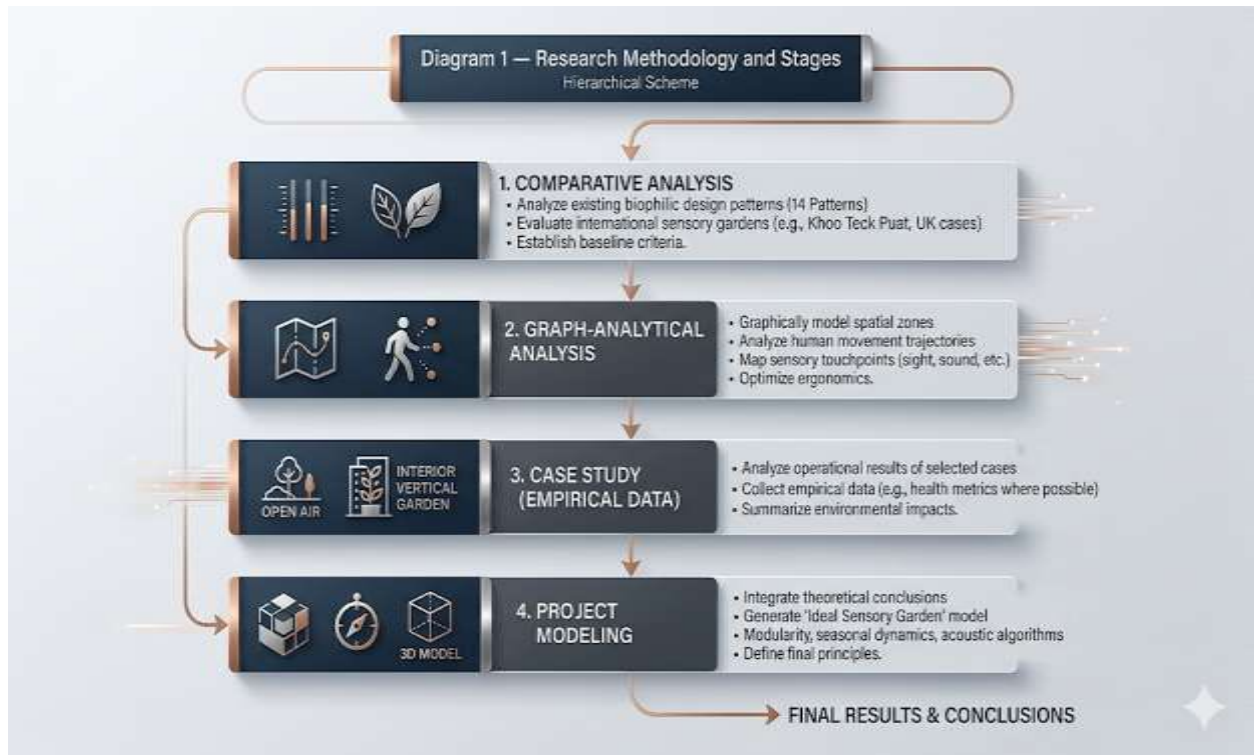 Diagram 1 — Research Methodology and Stages
Hierarchical Scheme
1. COMPARATIVE ANALYSIS
• Analyze existing biophilic design patterns (14 Patterns)
• Evaluate international sensory gardens (e.g., Khoo Teck Puat, UK cases)
• Establish baseline criteria.
2. GRAPH-ANALYTICAL
ANALYSIS
• Graphically model spatial zones
• Analyze human movement trajectories
• Map sensory touchpoints (sight, sound, etc.)
• Optimize ergonomics.
OPEN AIR
INTERIOR
VERTICAL
GARDEN
3. CASE STUDY
(EMPIRICAL DATA)
• Analyze operational results of selected cases
• Collect empirical data (e.g., health metrics where possible)
• Summarize environmental impacts.
3D MODEL
4. PROJECT
MODELING
• Integrate theoretical conclusions
• Generate 'Ideal Sensory Garden' model
• Modularity, seasonal dynamics, acoustic algorithms
• Define final principles.
FINAL RESULTS & CONCLUSIONS